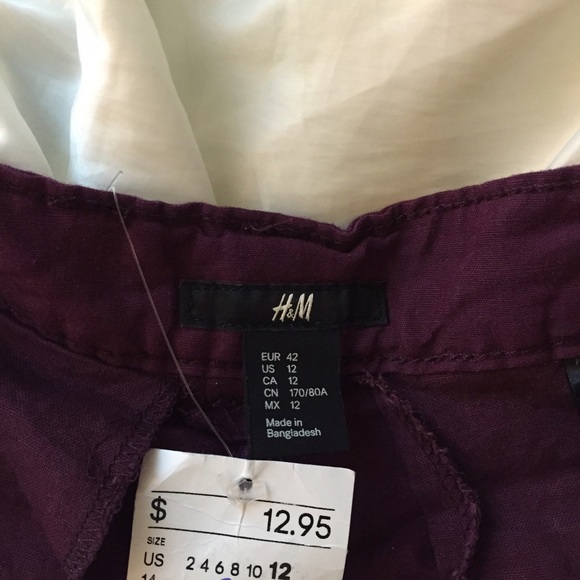 H&M
EUR 42
US 12
CA 12
CN 170/80A
MX 12
Made in
Bangladesh
$ 12.95
SIZE
US 2 4 6 8 10 12
14